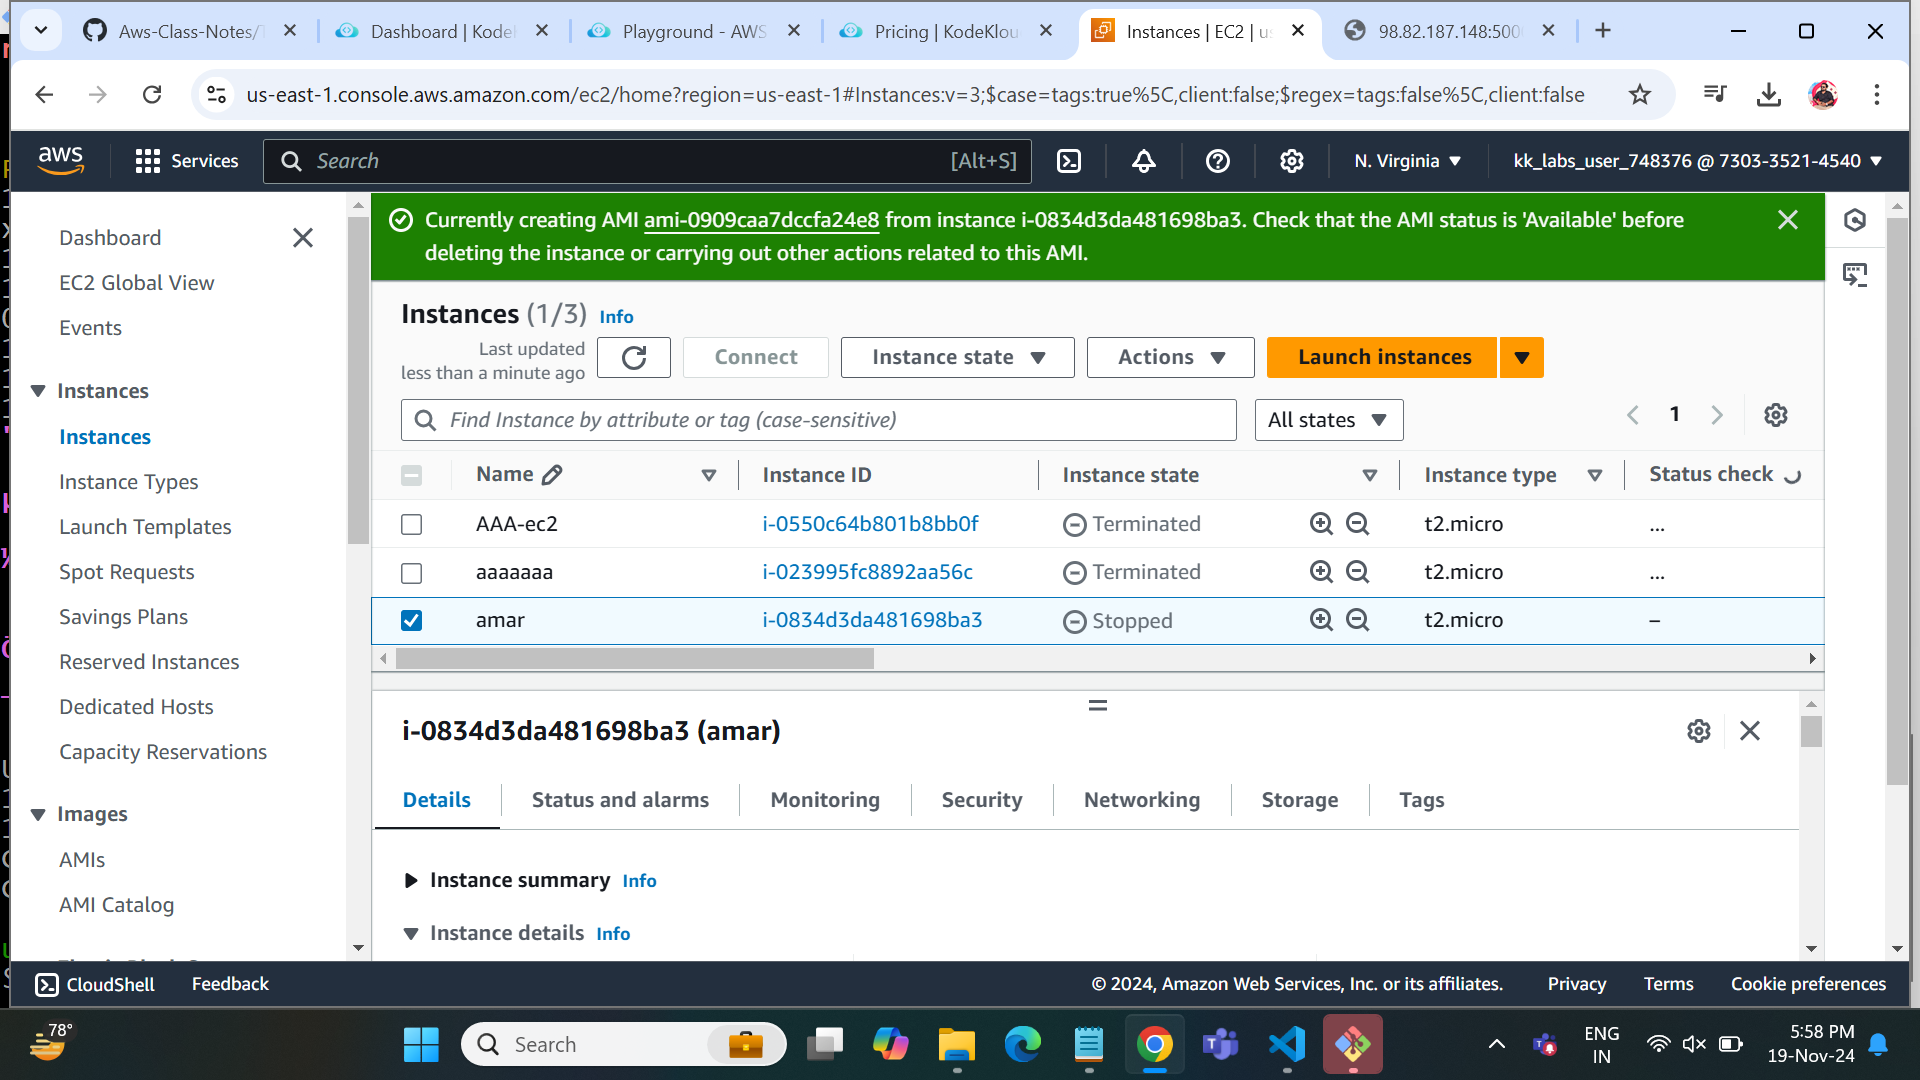 Aws-Class-Notes/
Dashboard | Kodek
Playground - AWS
Pricing | KodeKlou
Instances | EC2 | us
98.82.187.148:500
us-east-1.console.aws.amazon.com/ec2/home?region=us-east-1#Instances:v=3;$case=tags:true%5C,client:false;$regex=tags:false%5C,client:false
aws
Services
Search
[Alt+S]
N. Virginia
kk_labs_user_748376 @ 7303-3521-4540
Dashboard
EC2 Global View
Events
Instances
Instances
Instance Types
Launch Templates
Spot Requests
Savings Plans
Reserved Instances
Dedicated Hosts
Capacity Reservations
Images
AMIs
AMI Catalog
Currently creating AMI ami-0909caa7dccfa24e8 from instance i-0834d3da481698ba3. Check that the AMI status is 'Available' before
deleting the instance or carrying out other actions related to this AMI.
Instances (1/3) Info
Last updated
less than a minute ago
Connect
Instance state
Actions
Launch instances
Find Instance by attribute or tag (case-sensitive)
All states
1
Name Instance ID Instance state Instance type Status check
AAA-ec2 i-0550c64b801b8bb0f Terminated t2.micro ...
aaaaaaa i-023995fc8892aa56c Terminated t2.micro ...
amar i-0834d3da481698ba3 Stopped t2.micro –
i-0834d3da481698ba3 (amar)
Details
Status and alarms
Monitoring
Security
Networking
Storage
Tags
Instance summary Info
Instance details Info
CloudShell
Feedback
© 2024, Amazon Web Services, Inc. or its affiliates.
Privacy
Terms
Cookie preferences
78°
Search
ENG
IN
5:58 PM
19-Nov-24